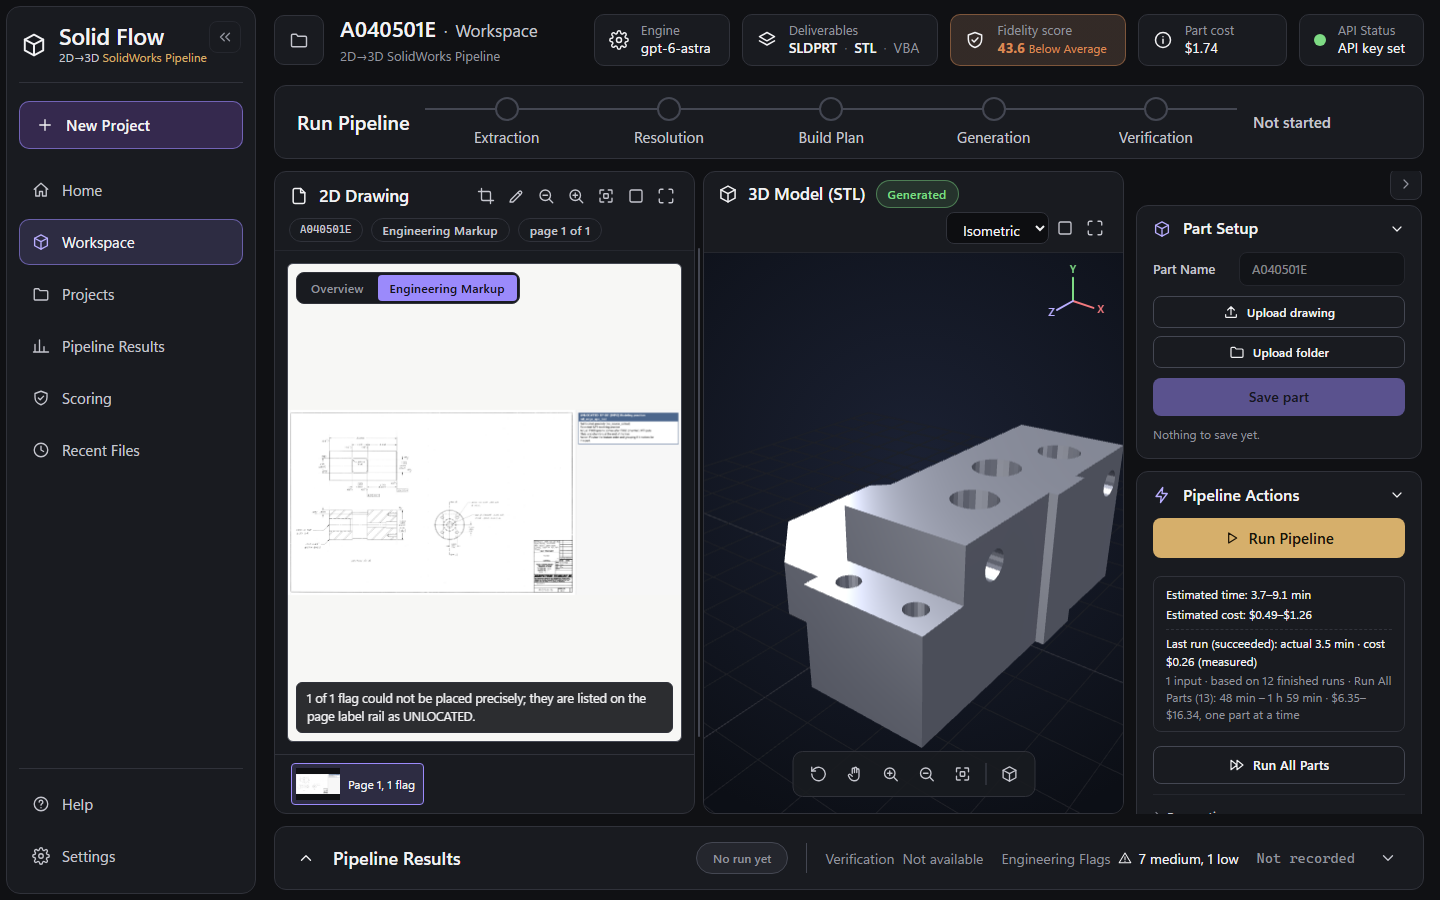 Solid Flow
2D→3D SolidWorks Pipeline
New Project
Home
Workspace
Projects
Pipeline Results
Scoring
Recent Files
Help
Settings
A040501E · Workspace
2D→3D SolidWorks Pipeline
Engine
gpt-6-astra
Deliverables
SLDPRT · STL · VBA
Fidelity score
43.6 Below Average
Part cost
$1.74
API Status
API key set
Run Pipeline
Extraction
Resolution
Build Plan
Generation
Verification
Not started
2D Drawing
A040501E
Engineering Markup
page 1 of 1
Overview
Engineering Markup
1 of 1 flag could not be placed precisely; they are listed on the
page label rail as UNLOCATED.
Page 1, 1 flag
3D Model (STL)
Generated
Isometric
Y
Z
X
Part Setup
Part Name
A040501E
Upload drawing
Upload folder
Save part
Nothing to save yet.
Pipeline Actions
Run Pipeline
Estimated time: 3.7–9.1 min
Estimated cost: $0.49–$1.26
Last run (succeeded): actual 3.5 min · cost
$0.26 (measured)
1 input · based on 12 finished runs · Run All
Parts (13): 48 min – 1 h 59 min · $6.35–
$16.34, one part at a time
Run All Parts
Pipeline Results
No run yet
Verification Not available
Engineering Flags
7 medium, 1 low
Not recorded